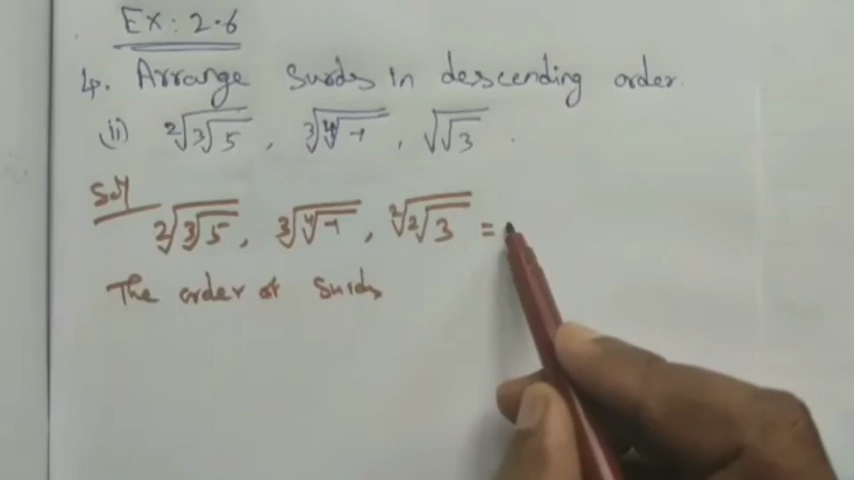 Ex: 2.6
4. Arrange Surds in descending order.
(ii) ²√³√5, ³√⁴√7, √√3.
Sol
²√³√5, ³√⁴√7, ²√²√3 =
The order of Surds